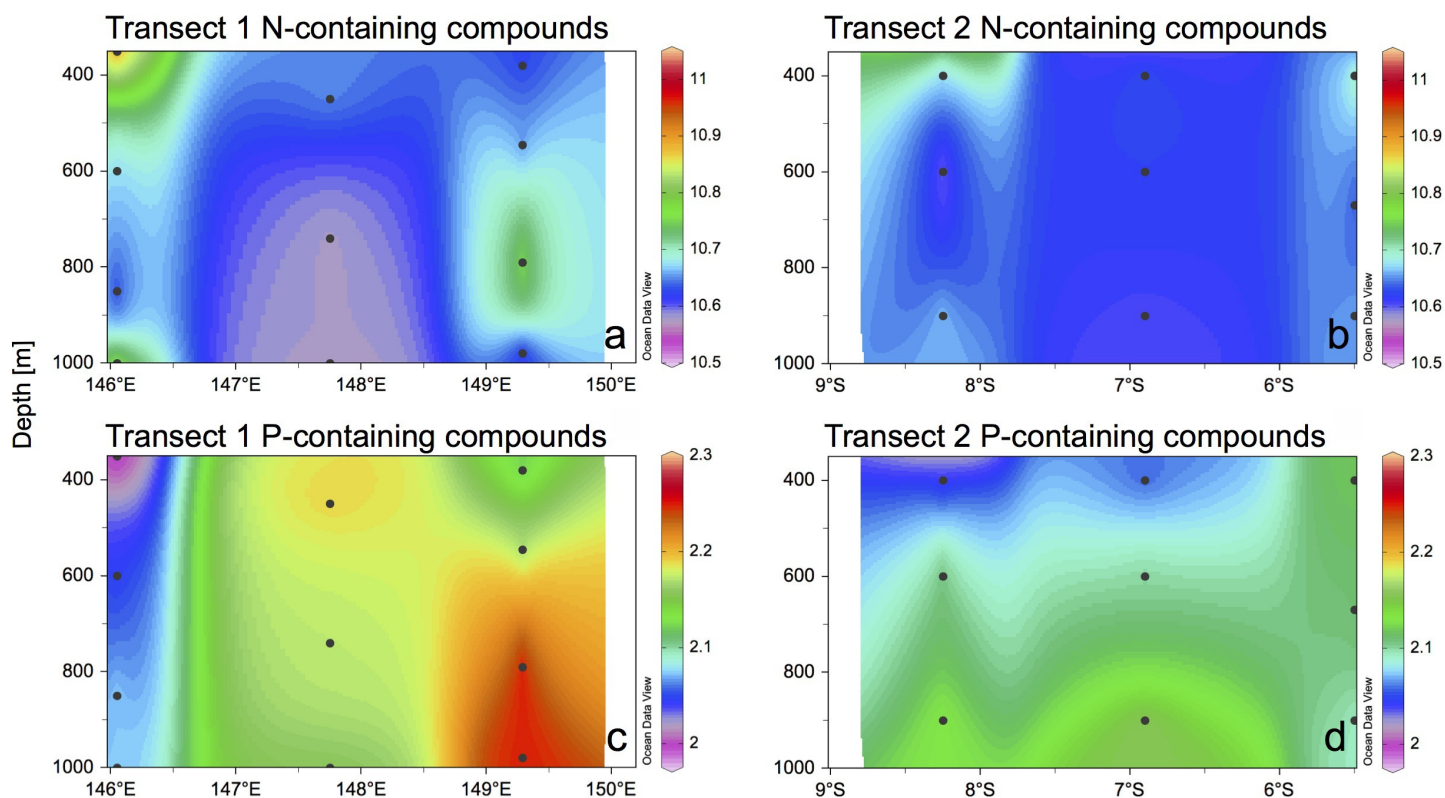 Transect 1 N-containing compounds
400
600
800
1000
146°E 147°E 148°E 149°E 150°E
11
10.9
10.8
10.7
10.6
10.5
Ocean Data View
a
Transect 2 N-containing compounds
400
600
800
1000
9°S 8°S 7°S 6°S
11
10.9
10.8
10.7
10.6
10.5
Ocean Data View
b
Depth [m]
Transect 1 P-containing compounds
400
600
800
1000
146°E 147°E 148°E 149°E 150°E
2.3
2.2
2.1
2
Ocean Data View
c
Transect 2 P-containing compounds
400
600
800
1000
9°S 8°S 7°S 6°S
2.3
2.2
2.1
2
Ocean Data View
d